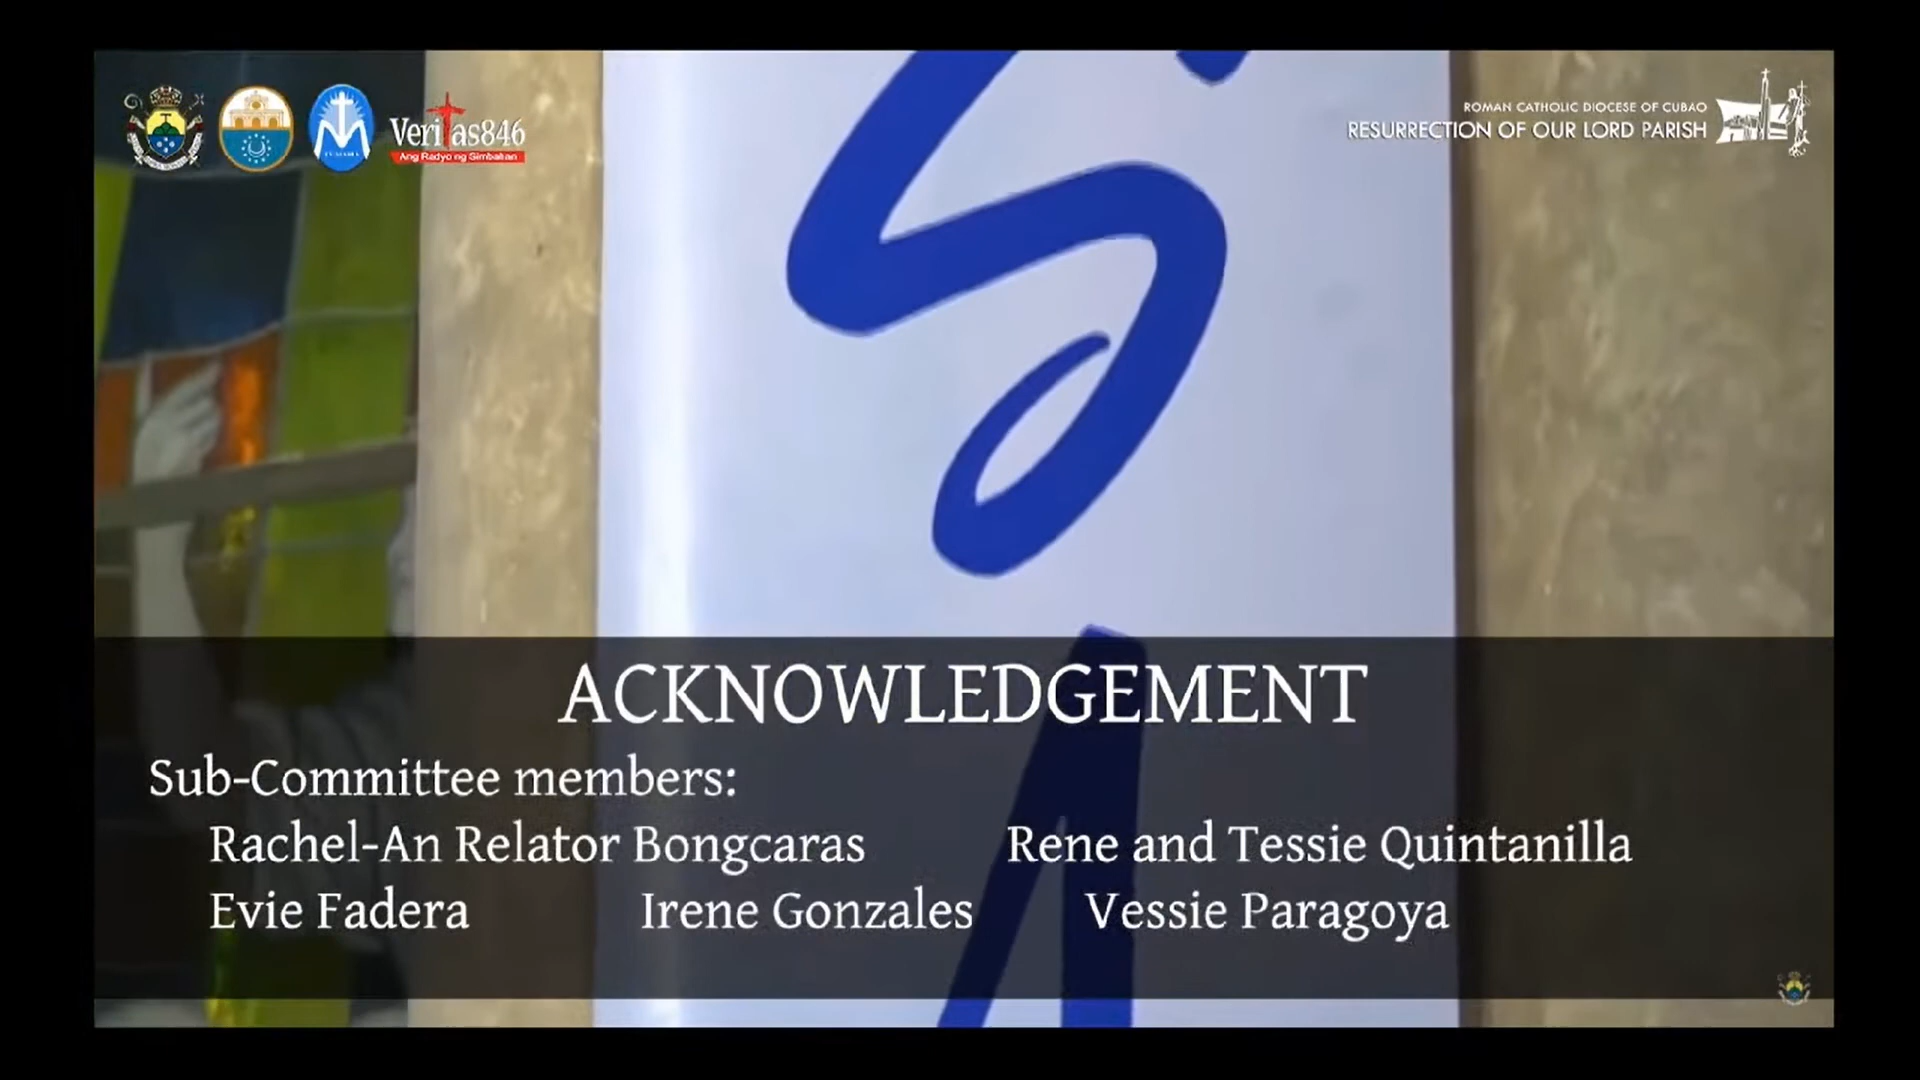 Veritas846
Ang Radyo ng Simbahan
ROMAN CATHOLIC DIOCESE OF CUBAO
RESURRECTION OF OUR LORD PARISH
ACKNOWLEDGEMENT
Sub-Committee members:
Rachel-An Relator Bongcaras Rene and Tessie Quintanilla
Evie Fadera Irene Gonzales Vessie Paragoya